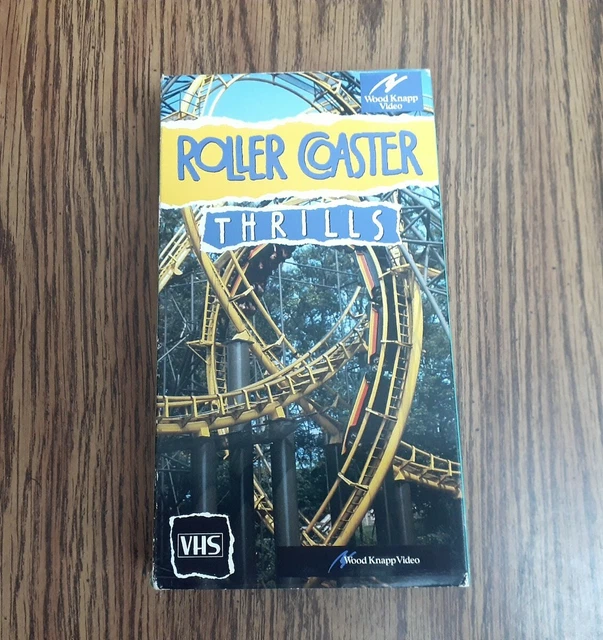 Wood Knapp
Video
ROLLER COASTER
THRILLS
VHS
Wood Knapp Video